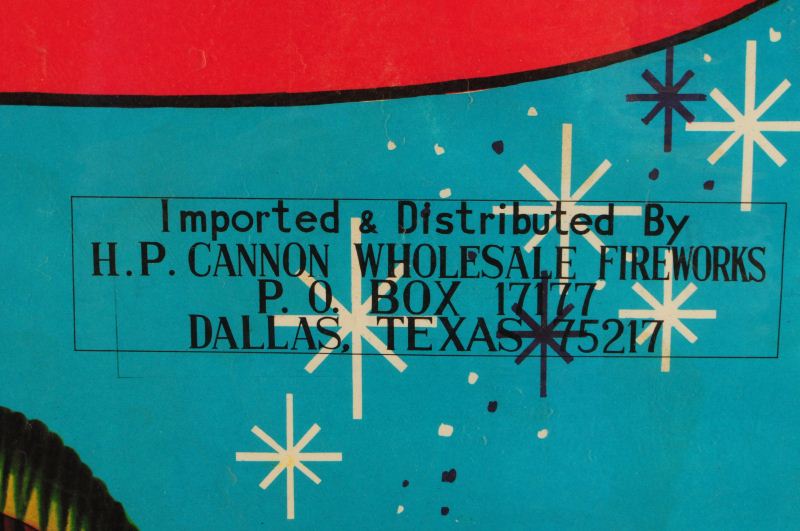 Imported & Distributed By
H.P. CANNON WHOLESALE FIREWORKS
P. O. BOX 17177
DALLAS, TEXAS 75217